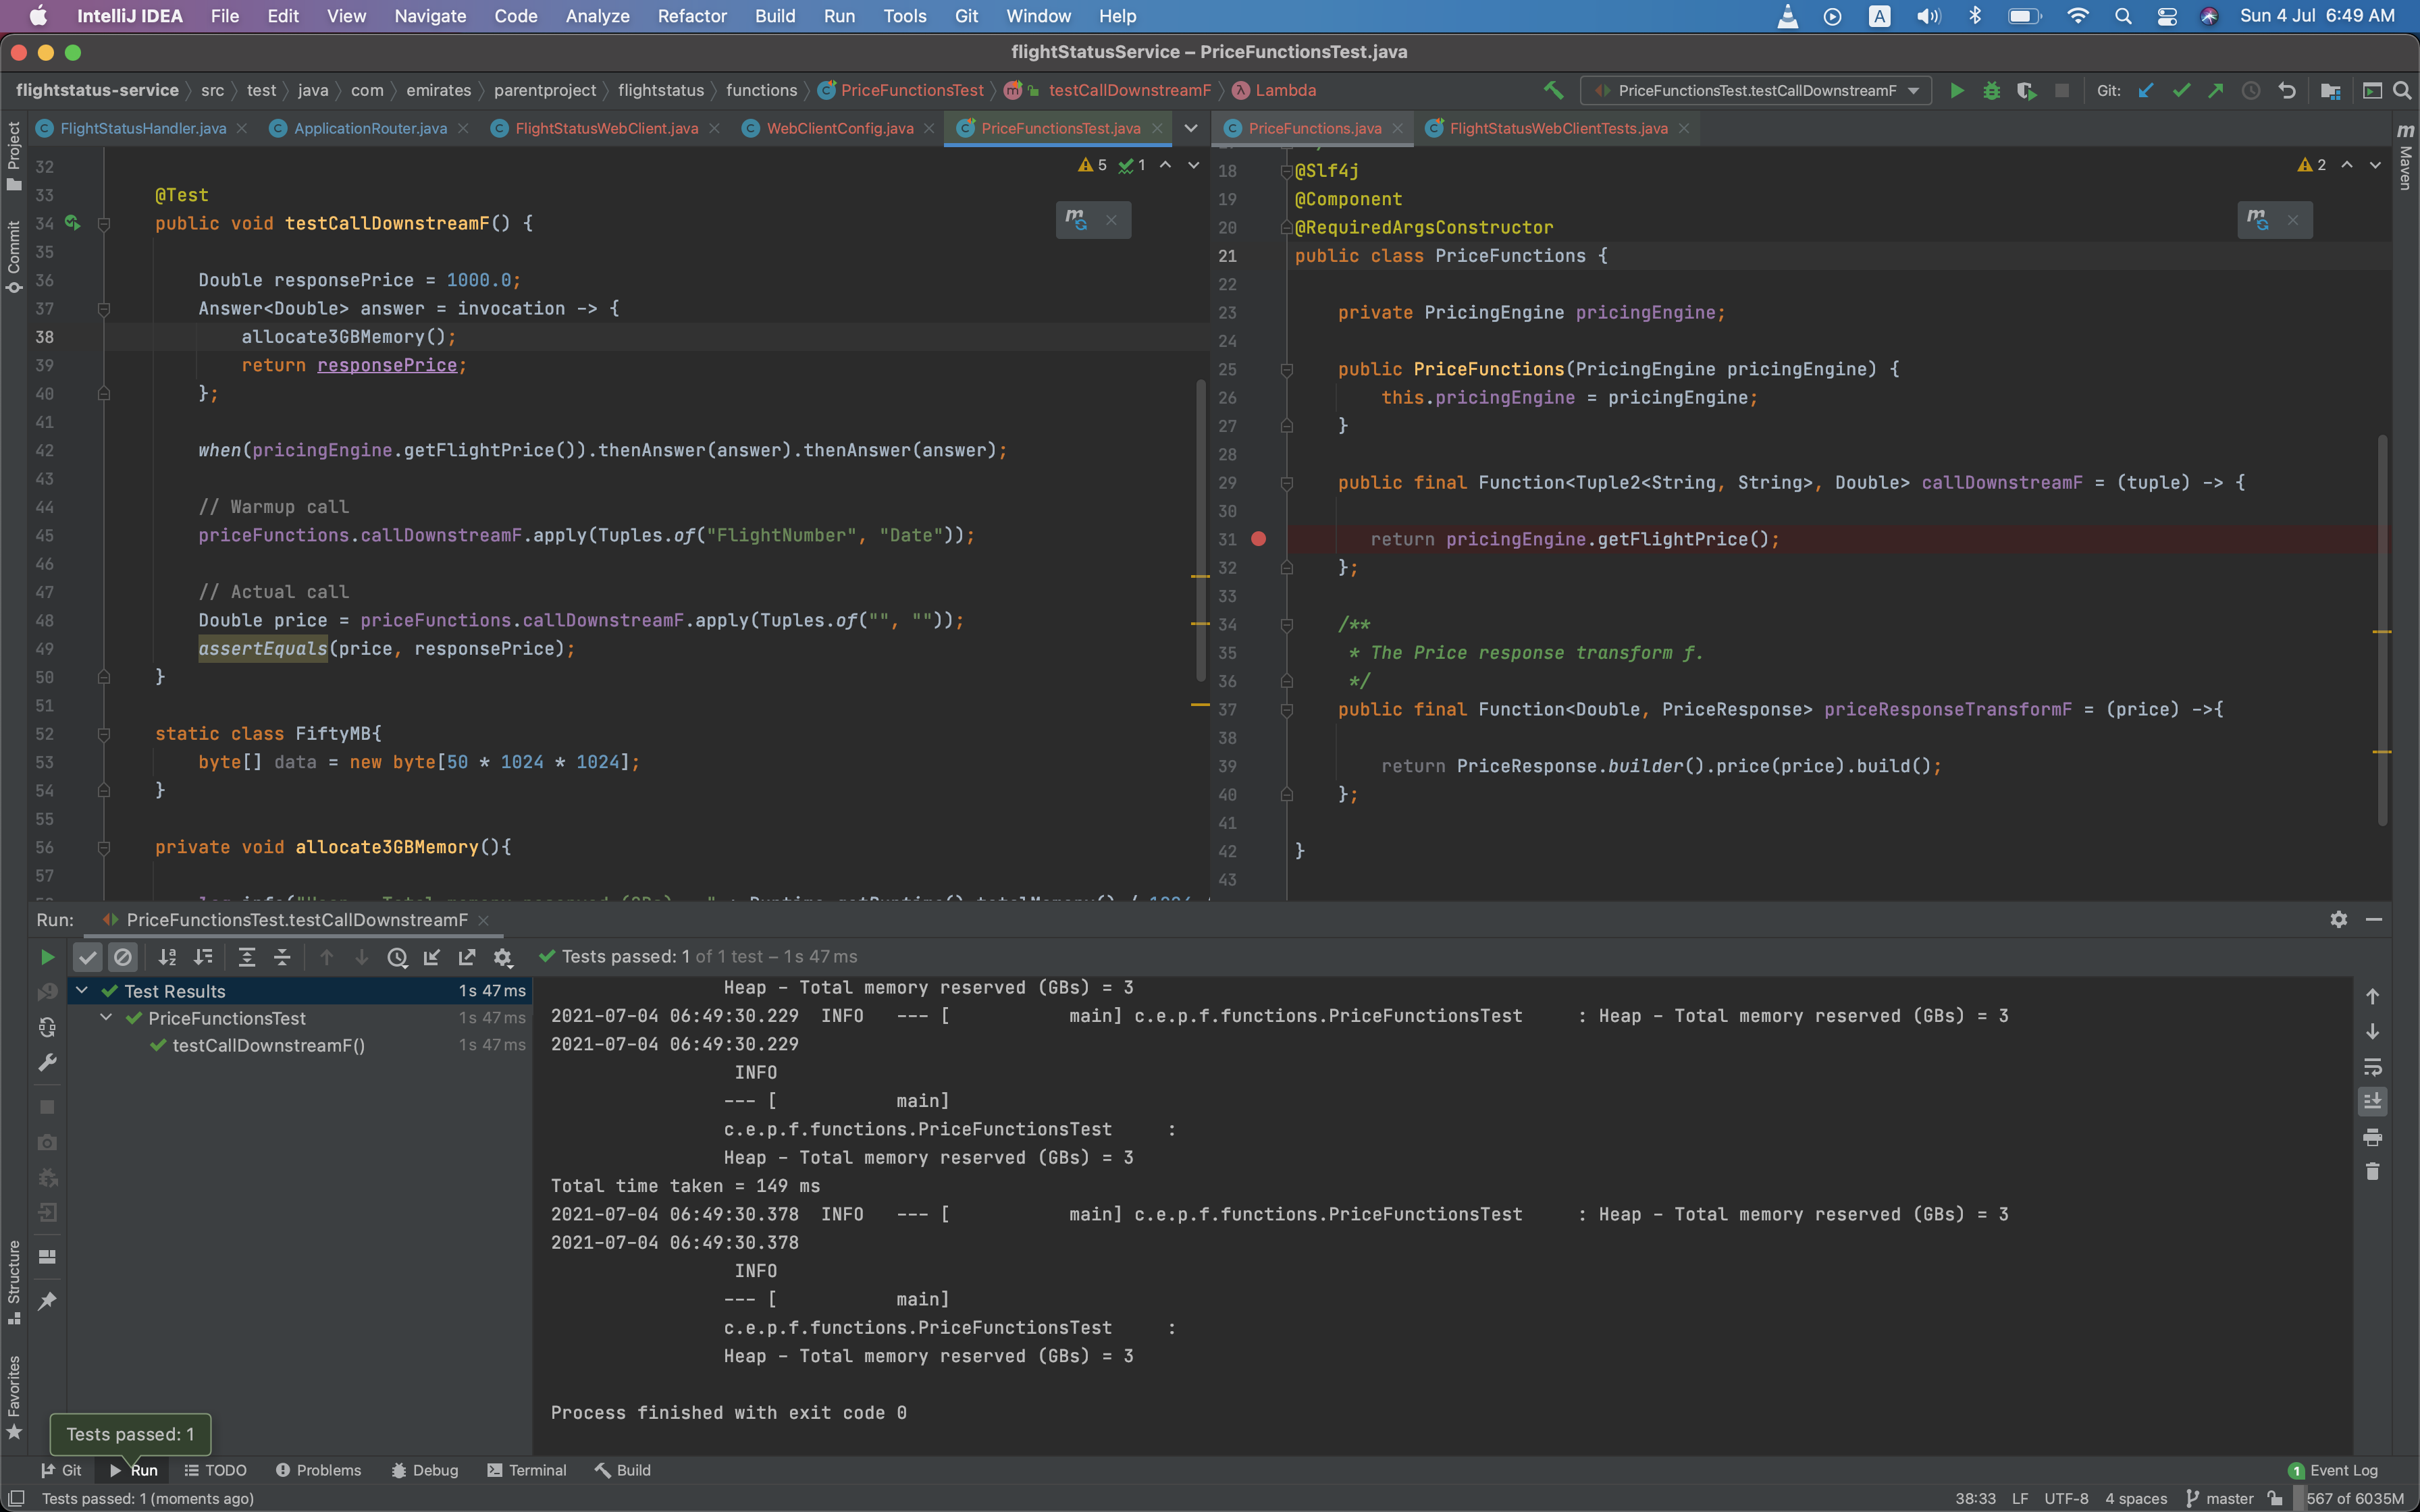 IntelliJ IDEA File Edit View Navigate Code Analyze Refactor Build Run Tools Git Window Help A Sun 4 Jul 6:49 AM
flightStatusService – PriceFunctionsTest.java
flightstatus-service src test java com emirates parentproject flightstatus functions PriceFunctionsTest testCallDownstreamF Lambda PriceFunctionsTest.testCallDownstreamF Git:
FlightStatusHandler.java ApplicationRouter.java FlightStatusWebClient.java WebClientConfig.java PriceFunctionsTest.java PriceFunctions.java FlightStatusWebClientTests.java
Project
Commit
Structure
Favorites
Maven
5 1
32
33 @Test
34 public void testCallDownstreamF() {
35
36 Double responsePrice = 1000.0;
37 Answer<Double> answer = invocation -> {
38 allocate3GBMemory();
39 return responsePrice;
40 };
41
42 when(pricingEngine.getFlightPrice()).thenAnswer(answer).thenAnswer(answer);
43
44 // Warmup call
45 priceFunctions.callDownstreamF.apply(Tuples.of("FlightNumber", "Date"));
46
47 // Actual call
48 Double price = priceFunctions.callDownstreamF.apply(Tuples.of("", ""));
49 assertEquals(price, responsePrice);
50 }
51
52 static class FiftyMB{
53 byte[] data = new byte[50 * 1024 * 1024];
54 }
55
56 private void allocate3GBMemory(){
57
2
18 @Slf4j
19 @Component
20 @RequiredArgsConstructor
21 public class PriceFunctions {
22
23 private PricingEngine pricingEngine;
24
25 public PriceFunctions(PricingEngine pricingEngine) {
26 this.pricingEngine = pricingEngine;
27 }
28
29 public final Function<Tuple2<String, String>, Double> callDownstreamF = (tuple) -> {
30
31 return pricingEngine.getFlightPrice();
32 };
33
34 /**
35 * The Price response transform f.
36 */
37 public final Function<Double, PriceResponse> priceResponseTransformF = (price) ->{
38
39 return PriceResponse.builder().price(price).build();
40 };
41
42 }
43
Run: PriceFunctionsTest.testCallDownstreamF
Tests passed: 1 of 1 test – 1s 47 ms
Test Results 1s 47 ms
PriceFunctionsTest 1s 47 ms
testCallDownstreamF() 1s 47 ms
Heap - Total memory reserved (GBs) = 3
2021-07-04 06:49:30.229 INFO --- [ main] c.e.p.f.functions.PriceFunctionsTest : Heap - Total memory reserved (GBs) = 3
2021-07-04 06:49:30.229
INFO
--- [ main]
c.e.p.f.functions.PriceFunctionsTest :
Heap - Total memory reserved (GBs) = 3
Total time taken = 149 ms
2021-07-04 06:49:30.378 INFO --- [ main] c.e.p.f.functions.PriceFunctionsTest : Heap - Total memory reserved (GBs) = 3
2021-07-04 06:49:30.378
INFO
--- [ main]
c.e.p.f.functions.PriceFunctionsTest :
Heap - Total memory reserved (GBs) = 3
Process finished with exit code 0
Tests passed: 1
Git Run TODO Problems Debug Terminal Build 1 Event Log
Tests passed: 1 (moments ago) 38:33 LF UTF-8 4 spaces master 567 of 6035M